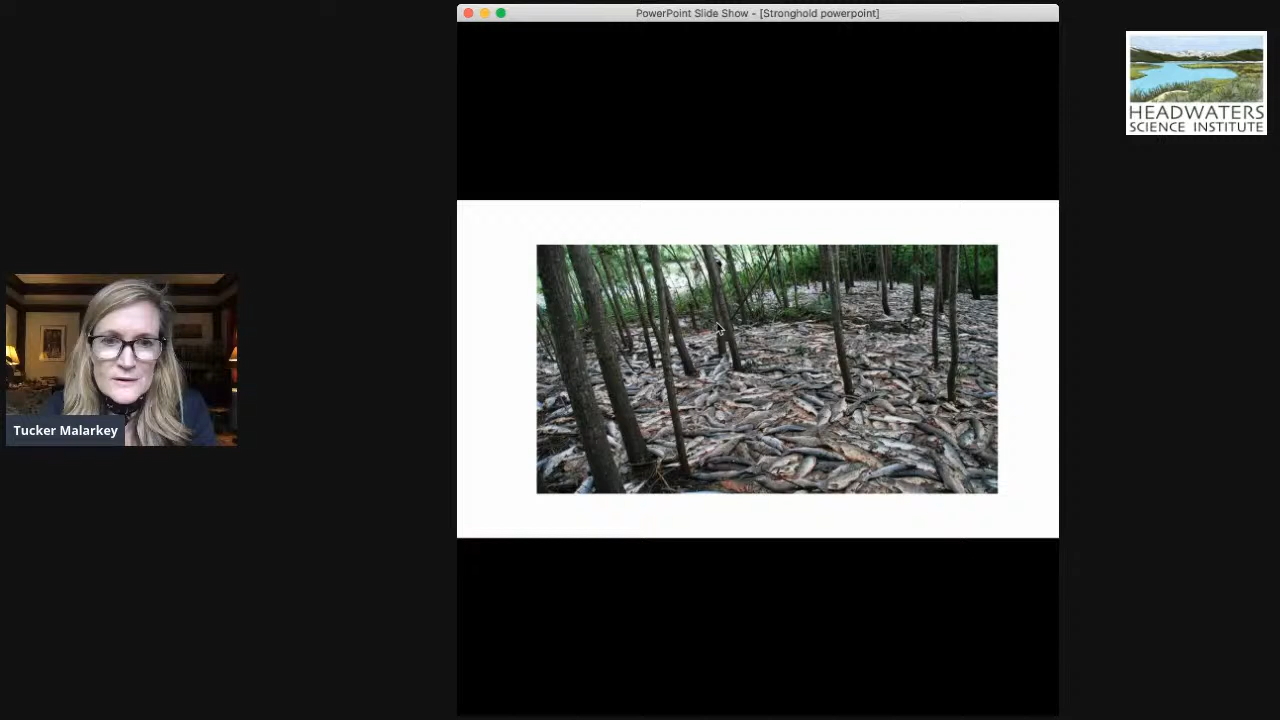 PowerPoint Slide Show - [Stronghold powerpoint]
HEADWATERS
SCIENCE INSTITUTE
Tucker Malarkey